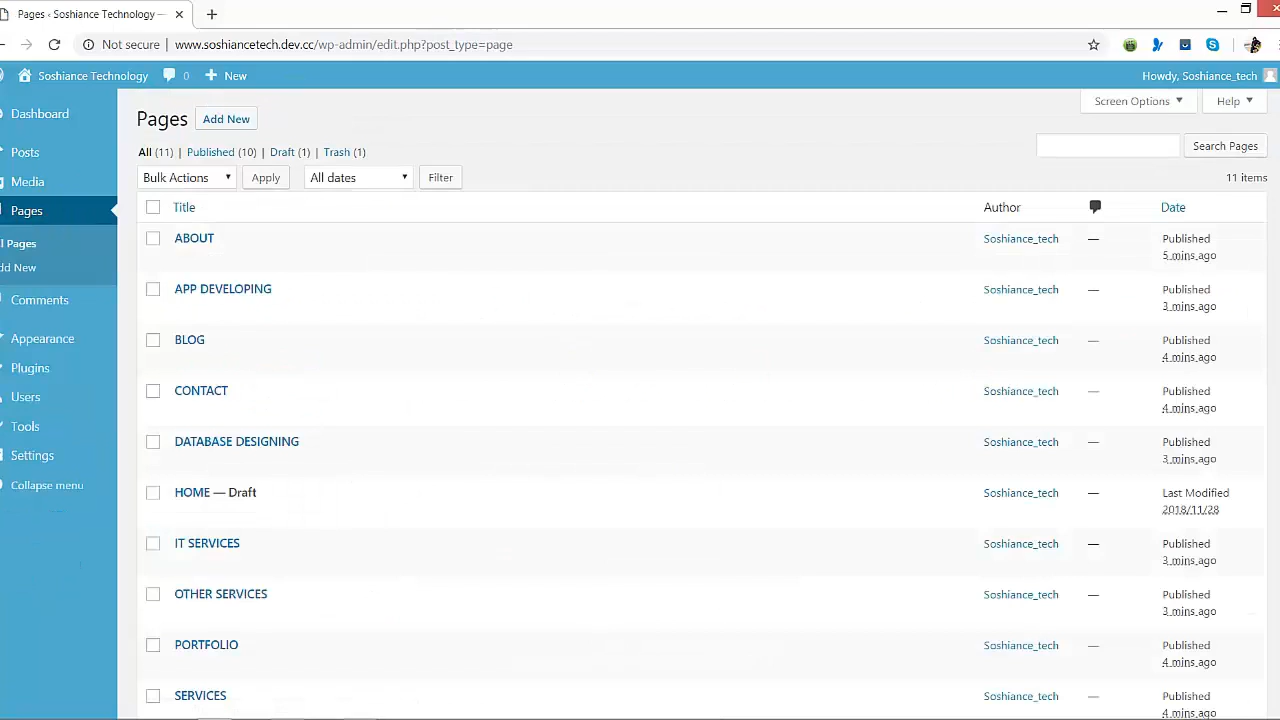 Pages ‹ Soshiance Technology —
Not secure | www.soshiancetech.dev.cc/wp-admin/edit.php?post_type=page
Soshiance Technology 0 New Howdy, Soshiance_tech
Dashboard
Posts
Media
Pages
l Pages
dd New
Comments
Appearance
Plugins
Users
Tools
Settings
Collapse menu
Screen Options Help
Pages Add New
All (11) | Published (10) | Draft (1) | Trash (1)
Search Pages
Bulk Actions Apply All dates Filter 11 items
Title Author Date
ABOUT Soshiance_tech — Published
5 mins ago
APP DEVELOPING Soshiance_tech — Published
3 mins ago
BLOG Soshiance_tech — Published
4 mins ago
CONTACT Soshiance_tech — Published
4 mins ago
DATABASE DESIGNING Soshiance_tech — Published
3 mins ago
HOME — Draft Soshiance_tech — Last Modified
2018/11/28
IT SERVICES Soshiance_tech — Published
3 mins ago
OTHER SERVICES Soshiance_tech — Published
3 mins ago
PORTFOLIO Soshiance_tech — Published
4 mins ago
SERVICES Soshiance_tech — Published
4 mins ago